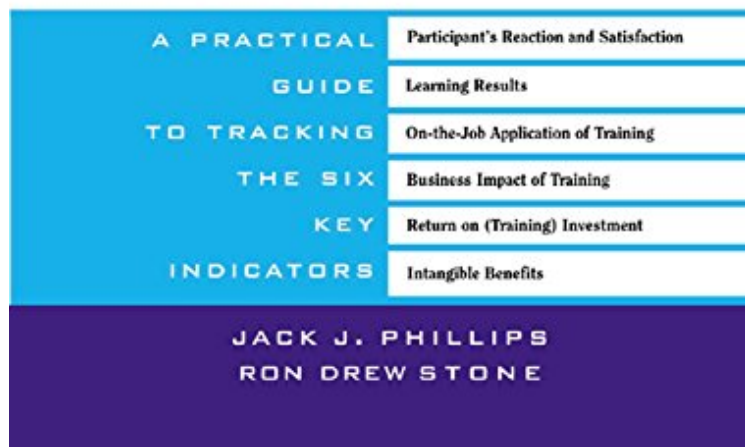 A PRACTICAL
GUIDE
TO TRACKING
THE SIX
KEY
INDICATORS
Participant's Reaction and Satisfaction
Learning Results
On-the-Job Application of Training
Business Impact of Training
Return on (Training) Investment
Intangible Benefits
JACK J. PHILLIPS
RON DREW STONE